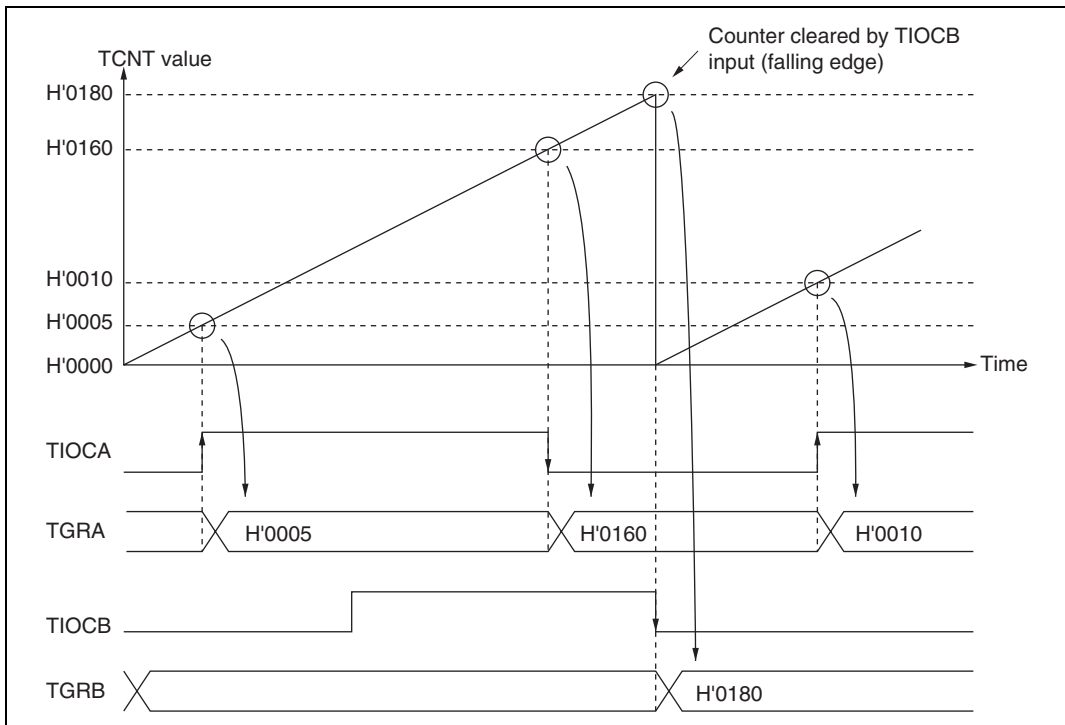 Counter cleared by TIOCB
input (falling edge)
TCNT value
H'0180
H'0160
H'0010
H'0005
H'0000
Time
TIOCA
TGRA
H'0005
H'0160
H'0010
TIOCB
TGRB
H'0180